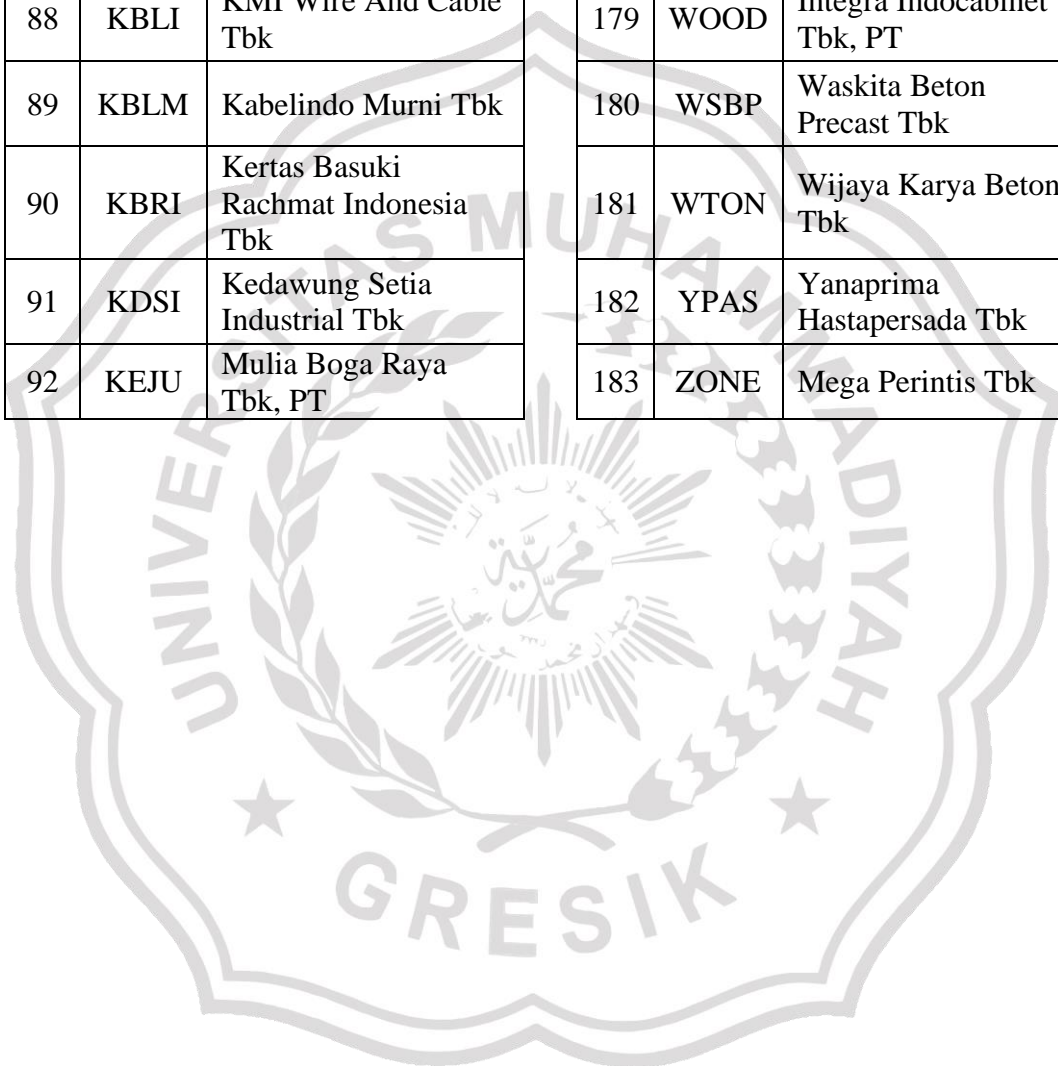 88 KBLI KMI Wire And Cable
Tbk
89 KBLM Kabelindo Murni Tbk
90 KBRI Kertas Basuki
Rachmat Indonesia
Tbk
91 KDSI Kedawung Setia
Industrial Tbk
92 KEJU Mulia Boga Raya
Tbk, PT
179 WOOD Integra Indocabinet
Tbk, PT
180 WSBP Waskita Beton
Precast Tbk
181 WTON Wijaya Karya Beton
Tbk
182 YPAS Yanaprima
Hastapersada Tbk
183 ZONE Mega Perintis Tbk
UNIVERSITAS MUHAMMADIYAH
GRESIK
محمدية